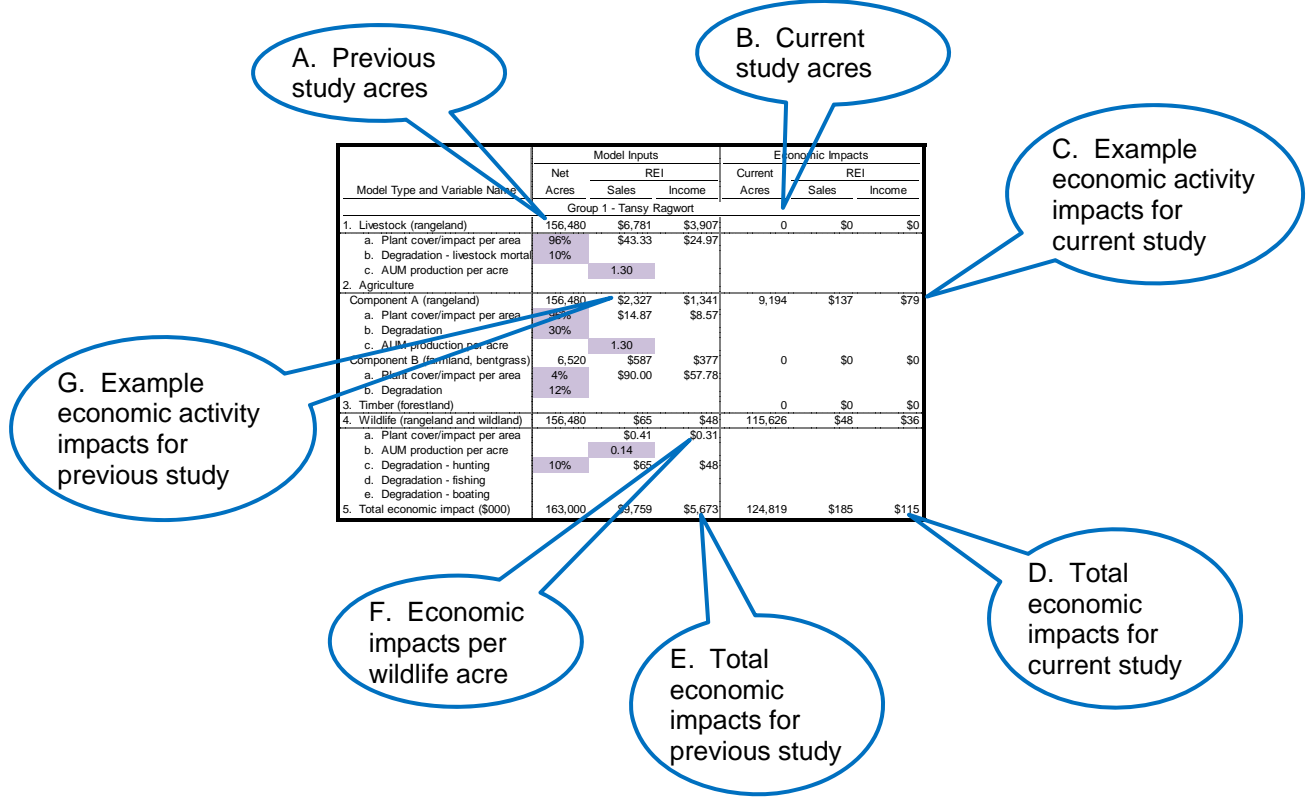 A. Previous
study acres
B. Current
study acres
C. Example
economic activity
impacts for
current study
Model Inputs Economic Impacts
Net REI Current REI
Model Type and Variable Name Acres Sales Income Acres Sales Income
Group 1 - Tansy Ragwort
1. Livestock (rangeland) 156,480 $6,781 $3,907 0 $0 $0
a. Plant cover/impact per area 96% $43.33 $24.97
b. Degradation - livestock mortal 10%
c. AUM production per acre 1.30
2. Agriculture
Component A (rangeland) 156,480 $2,327 $1,341 9,194 $137 $79
a. Plant cover/impact per area 96% $14.87 $8.57
b. Degradation 30%
c. AUM production per acre 1.30
Component B (farmland, bentgrass) 6,520 $587 $377 0 $0 $0
a. Plant cover/impact per area 4% $90.00 $57.78
b. Degradation 12%
3. Timber (forestland) 0 $0 $0
4. Wildlife (rangeland and wildland) 156,480 $65 $48 115,626 $48 $36
a. Plant cover/impact per area $0.41 $0.31
b. AUM production per acre 0.14
c. Degradation - hunting 10% $65 $48
d. Degradation - fishing
e. Degradation - boating
5. Total economic impact ($000) 163,000 $9,759 $5,673 124,819 $185 $115
G. Example
economic activity
impacts for
previous study
F. Economic
impacts per
wildlife acre
E. Total
economic
impacts for
previous study
D. Total
economic
impacts for
current study